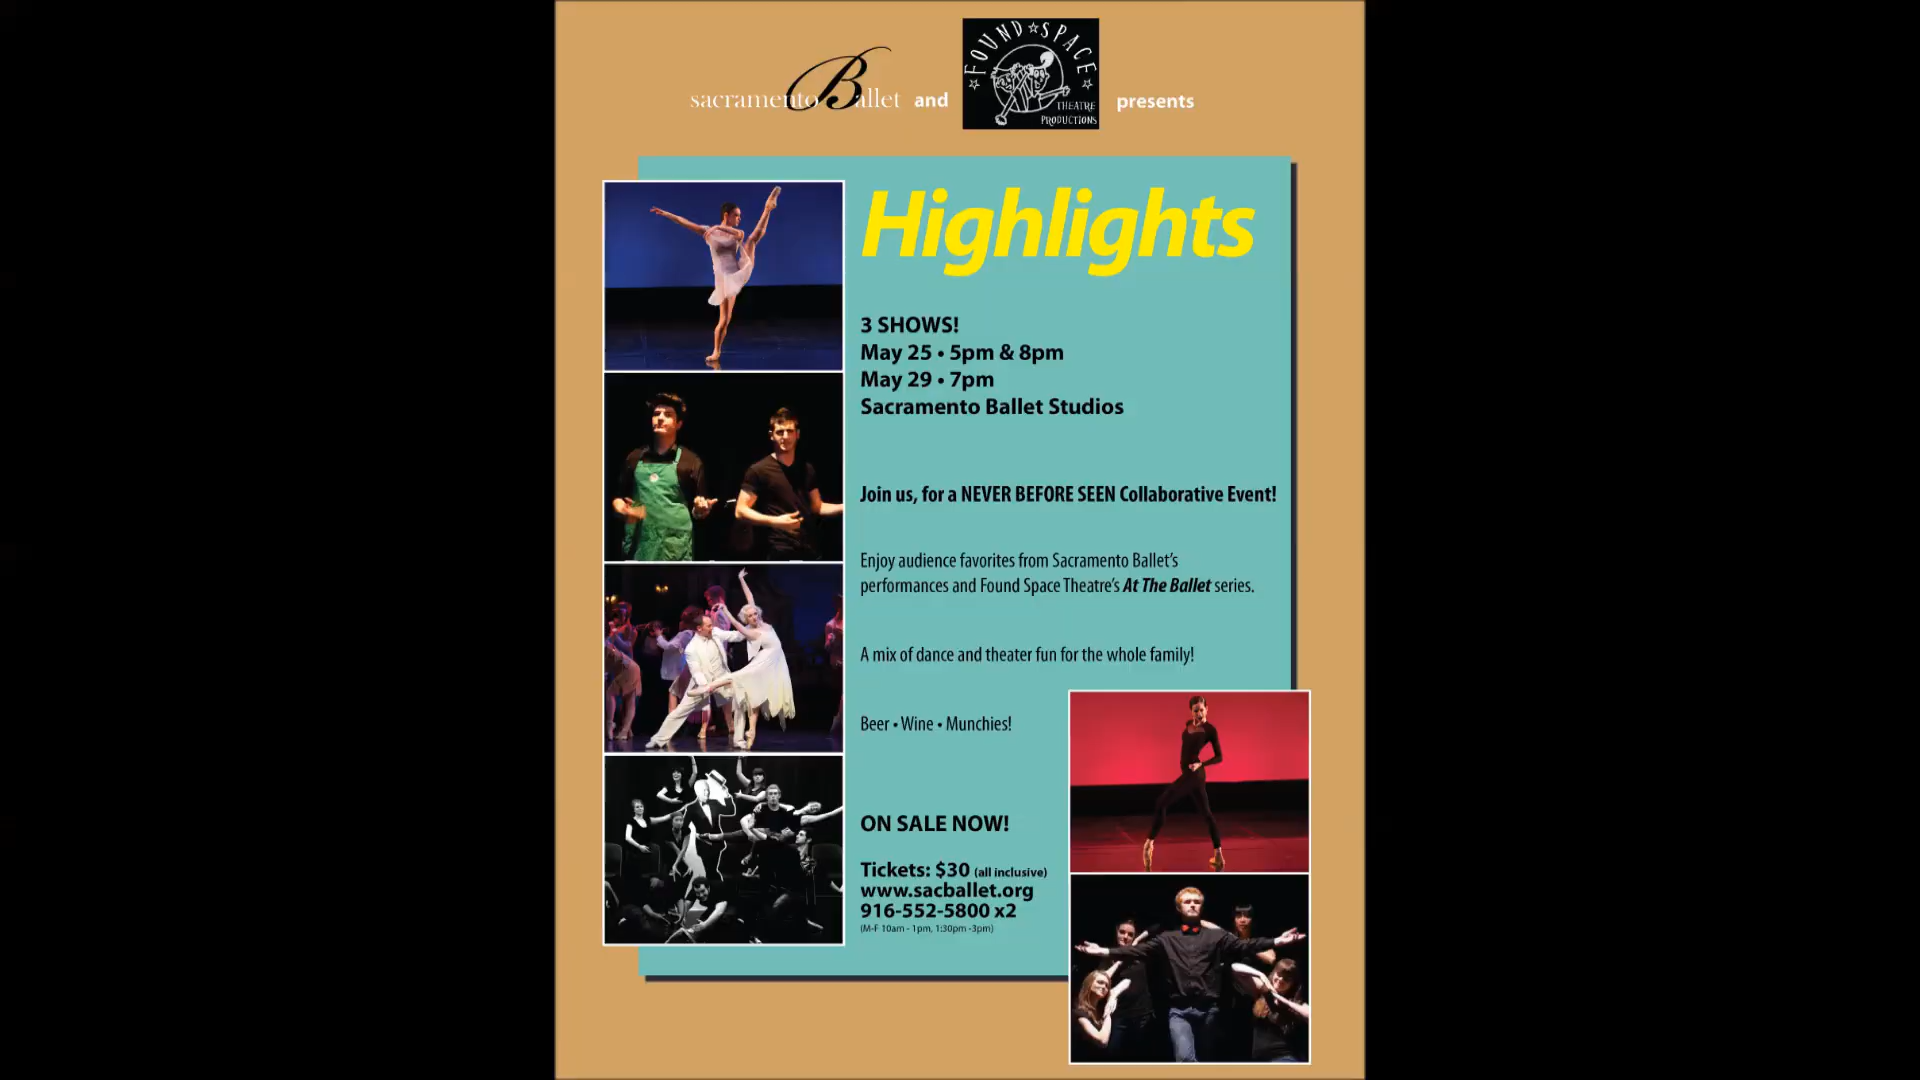 sacramento Ballet and
FOUND SPACE
THEATRE
PRODUCTIONS
presents
Highlights
3 SHOWS!
May 25 • 5pm & 8pm
May 29 • 7pm
Sacramento Ballet Studios
Join us, for a NEVER BEFORE SEEN Collaborative Event!
Enjoy audience favorites from Sacramento Ballet's
performances and Found Space Theatre's At The Ballet series.
A mix of dance and theater fun for the whole family!
Beer • Wine • Munchies!
ON SALE NOW!
Tickets: $30 (all inclusive)
www.sacballet.org
916-552-5800 x2
(M-F 10am - 1pm, 1:30pm -3pm)